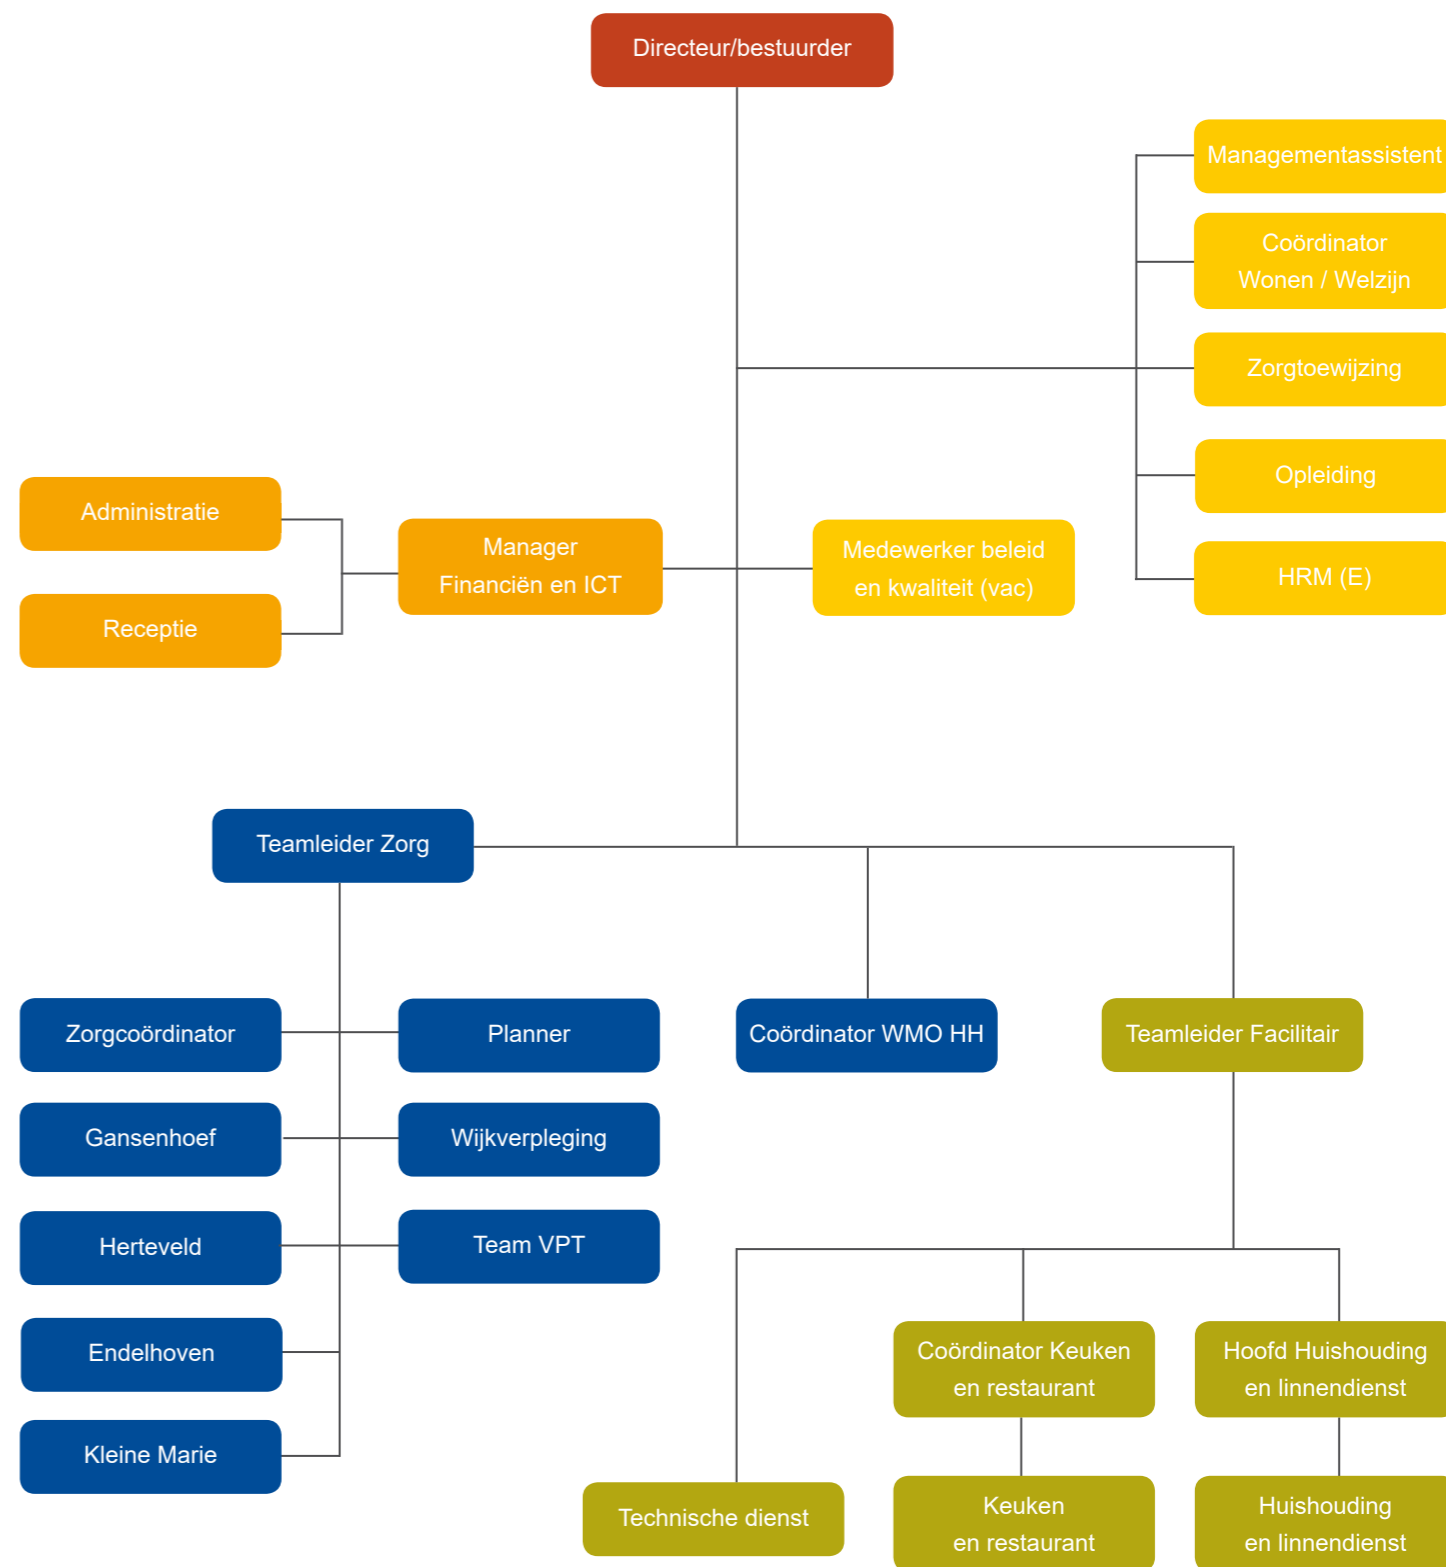 Directeur/bestuurder
Managementassistent
Coördinator
Wonen / Welzijn
Zorgtoewijzing
Opleiding
HRM (E)
Administratie
Receptie
Manager
Financiën en ICT
Medewerker beleid
en kwaliteit (vac)
Teamleider Zorg
Zorgcoördinator
Planner
Coördinator WMO HH
Teamleider Facilitair
Gansenhoef
Wijkverpleging
Herteveld
Team VPT
Endelhoven
Kleine Marie
Coördinator Keuken
en restaurant
Hoofd Huishouding
en linnendienst
Technische dienst
Keuken
en restaurant
Huishouding
en linnendienst